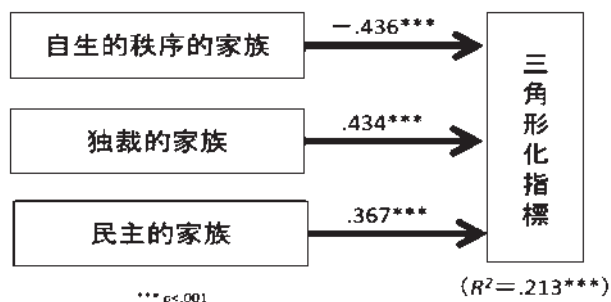 自生的秩序的家族
－.436***
独裁的家族
.434***
民主的家族
.367***
三角形化指標
*** p<.001
(R²＝.213***)